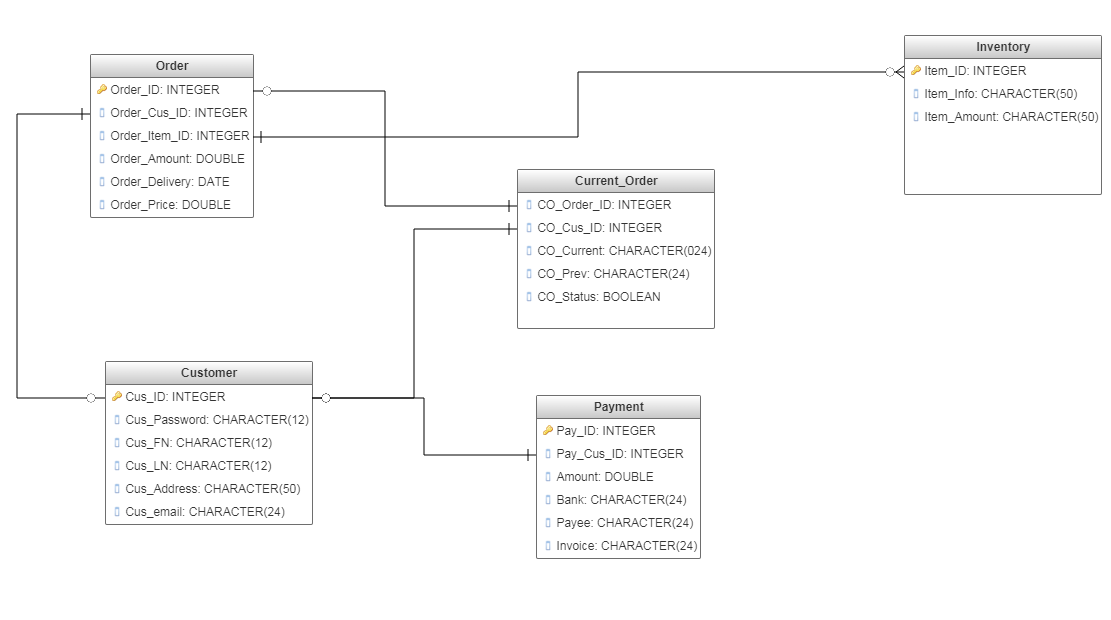 Order
Order_ID: INTEGER
Order_Cus_ID: INTEGER
Order_Item_ID: INTEGER
Order_Amount: DOUBLE
Order_Delivery: DATE
Order_Price: DOUBLE
Inventory
Item_ID: INTEGER
Item_Info: CHARACTER(50)
Item_Amount: CHARACTER(50)
Current_Order
CO_Order_ID: INTEGER
CO_Cus_ID: INTEGER
CO_Current: CHARACTER(024)
CO_Prev: CHARACTER(24)
CO_Status: BOOLEAN
Customer
Cus_ID: INTEGER
Cus_Password: CHARACTER(12)
Cus_FN: CHARACTER(12)
Cus_LN: CHARACTER(12)
Cus_Address: CHARACTER(50)
Cus_email: CHARACTER(24)
Payment
Pay_ID: INTEGER
Pay_Cus_ID: INTEGER
Amount: DOUBLE
Bank: CHARACTER(24)
Payee: CHARACTER(24)
Invoice: CHARACTER(24)